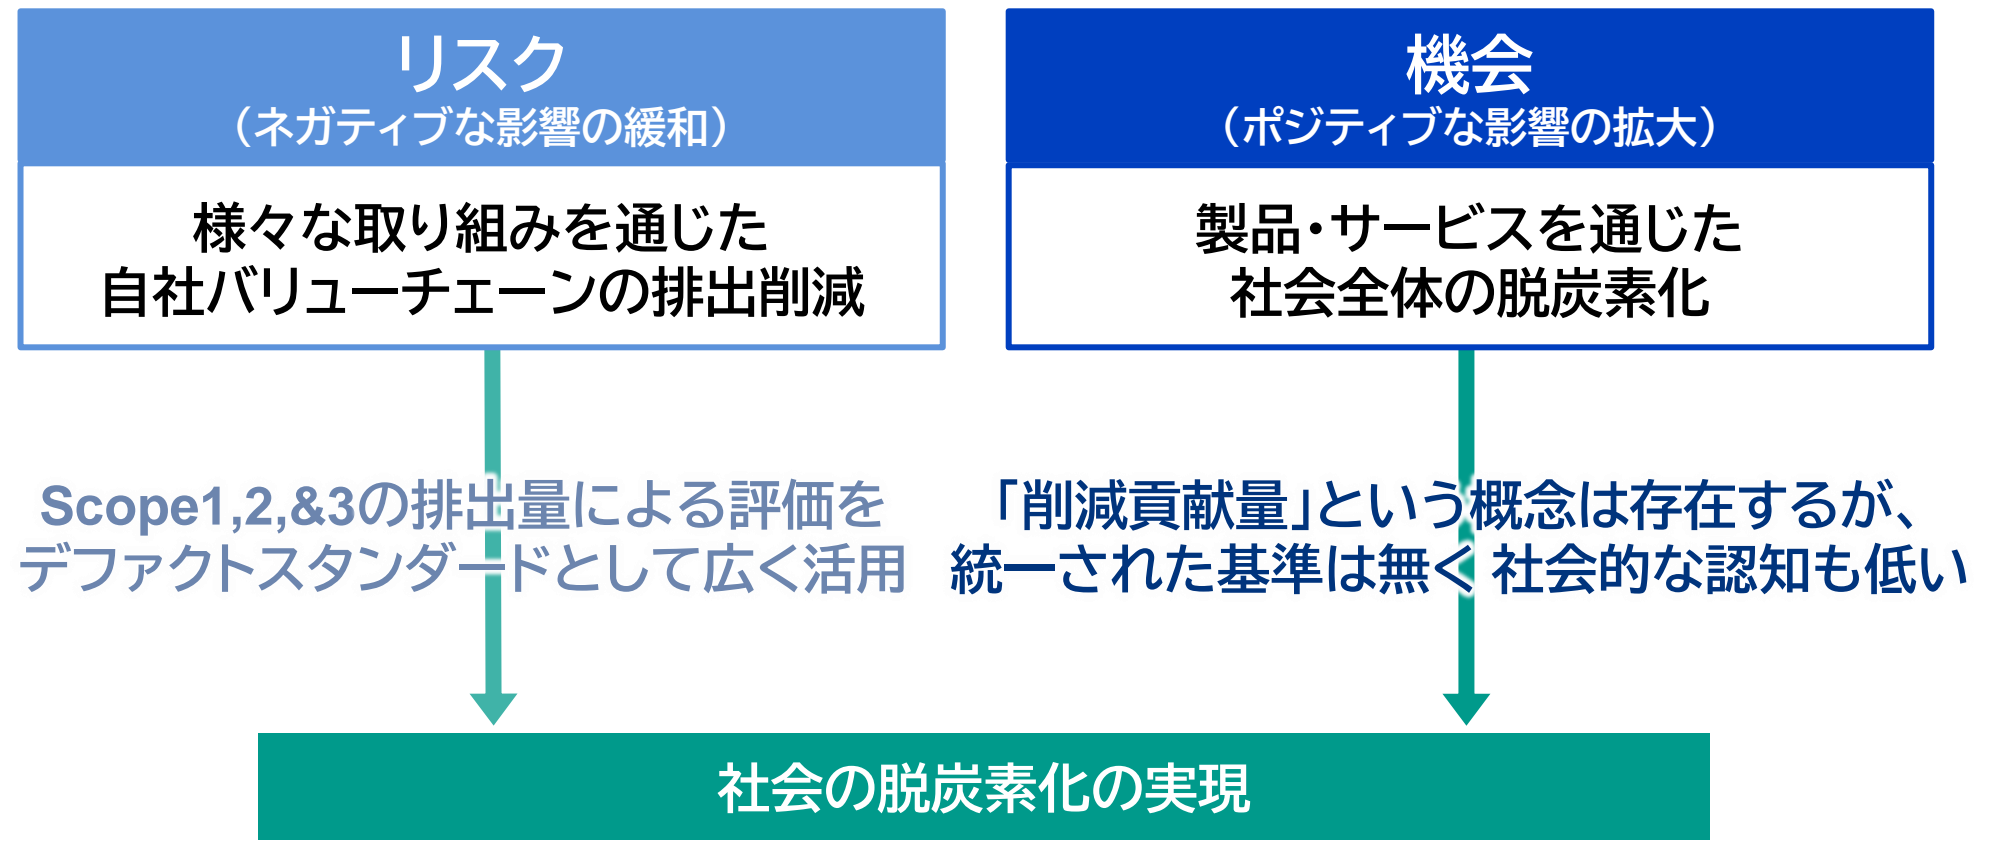 リスク
（ネガティブな影響の緩和）
様々な取り組みを通じた
自社バリューチェーンの排出削減
機会
（ポジティブな影響の拡大）
製品・サービスを通じた
社会全体の脱炭素化
Scope1,2,&3の排出量による評価を
デファクトスタンダードとして広く活用
「削減貢献量」という概念は存在するが、
統一された基準は無く 社会的な認知も低い
社会の脱炭素化の実現